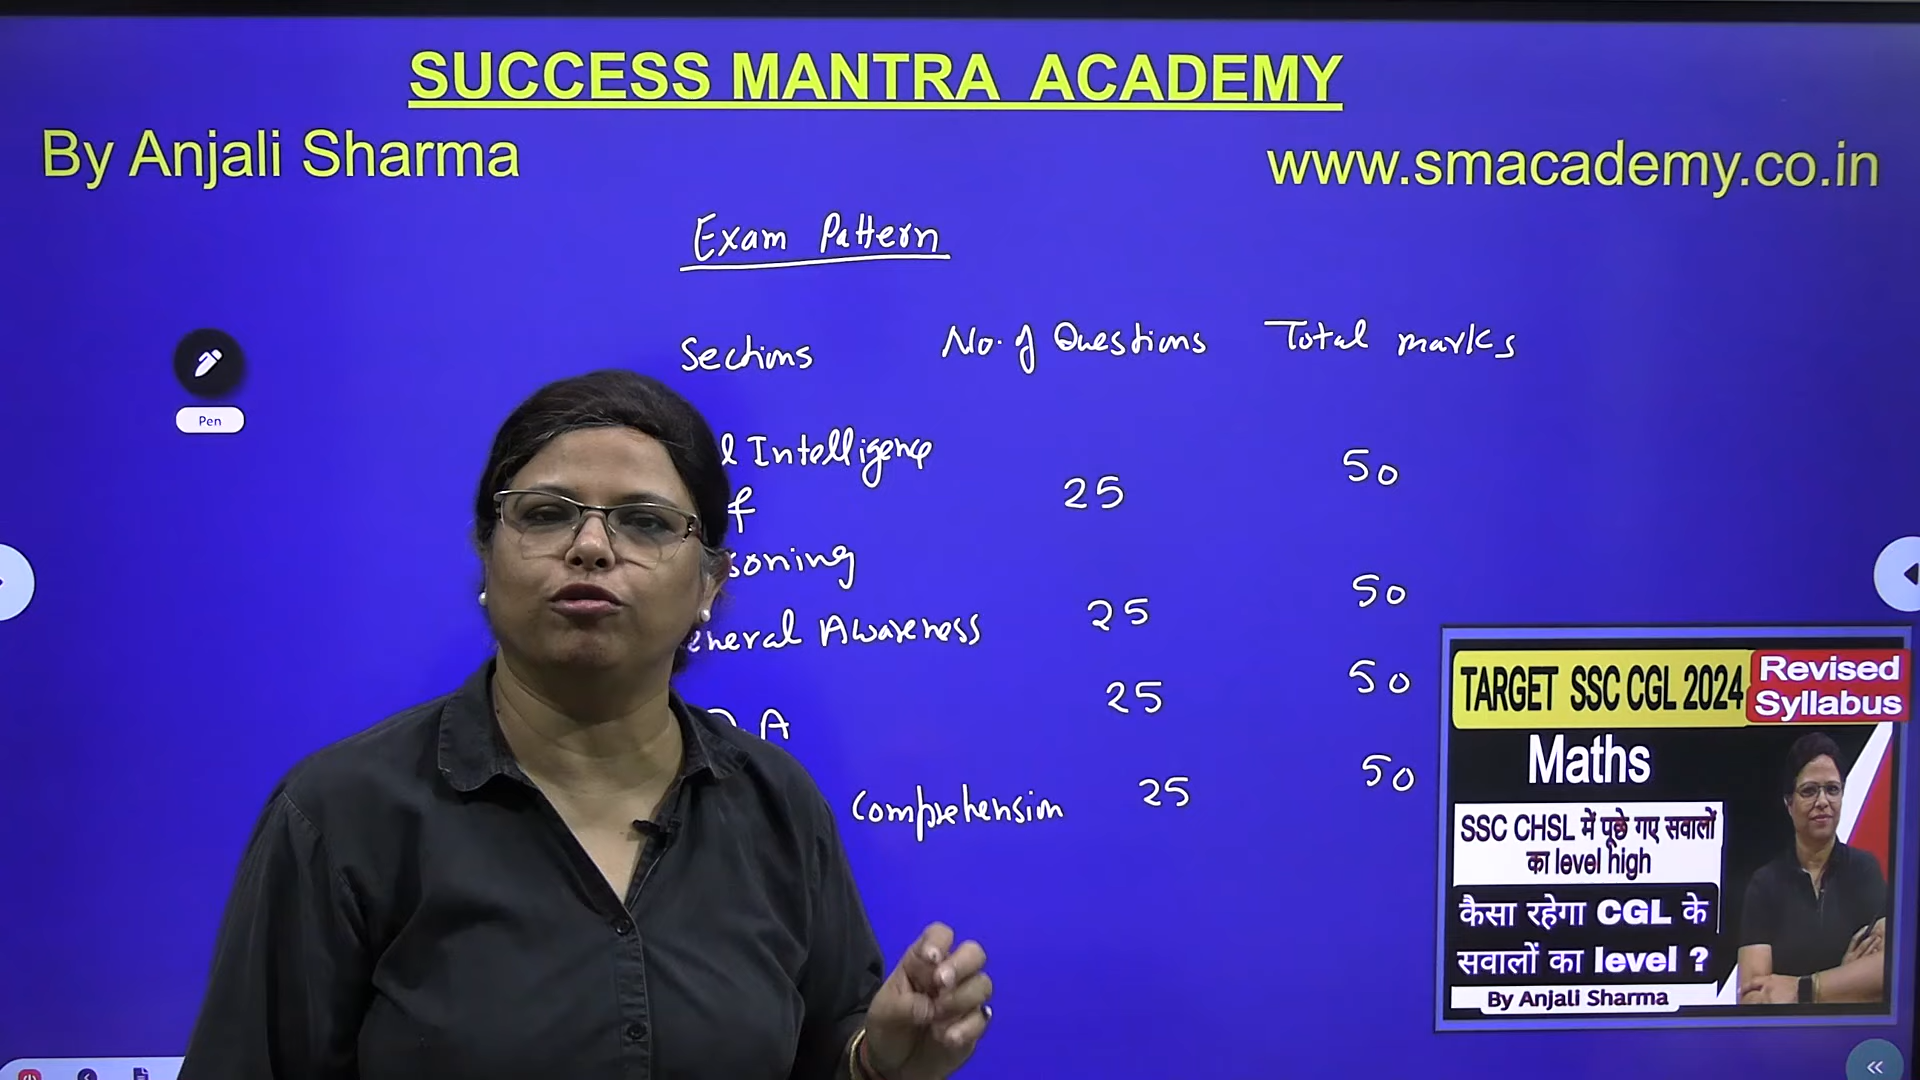 SUCCESS MANTRA ACADEMY
By Anjali Sharma
www.smacademy.co.in
Exam Pattern
Sections No. of Questions Total marks
Pen
l Intelligence 25 50
f
soning
eneral Awareness 25 50
.A 25 50
Comprehension 25 50
TARGET SSC CGL 2024
Revised
Syllabus
Maths
SSC CHSL में पूछे गए सवालों
का level high
कैसा रहेगा CGL के
सवालों का level ?
By Anjali Sharma